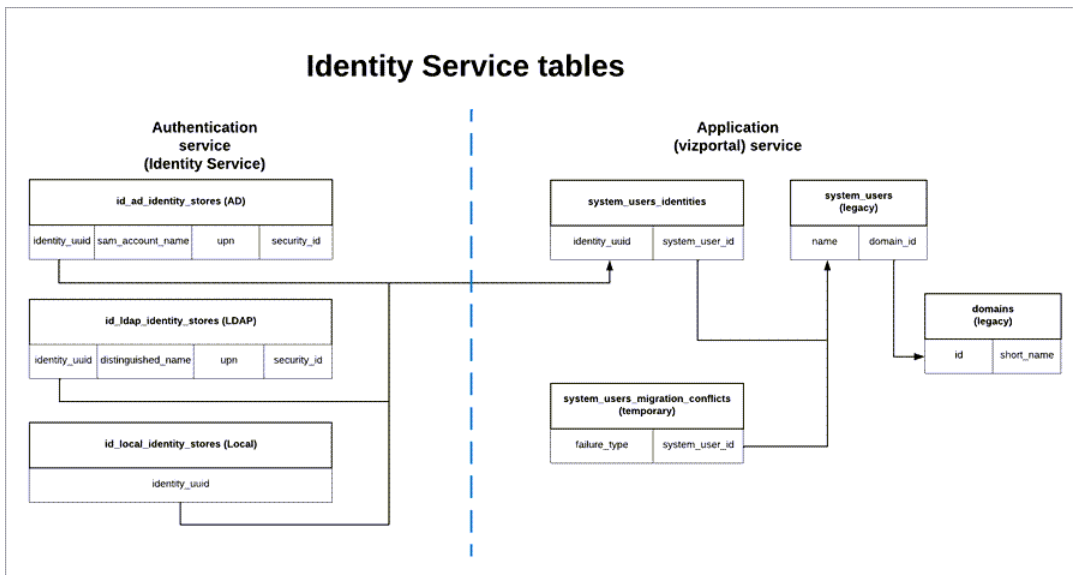 Identity Service tables
Authentication
service
(Identity Service)
Application
(vizportal) service
id_ad_identity_stores (AD)
identity_uuid sam_account_name upn security_id
id_ldap_identity_stores (LDAP)
identity_uuid distinguished_name upn security_id
id_local_identity_stores (Local)
identity_uuid
system_users_identities
identity_uuid system_user_id
system_users
(legacy)
name domain_id
domains
(legacy)
id short_name
system_users_migration_conflicts
(temporary)
failure_type system_user_id